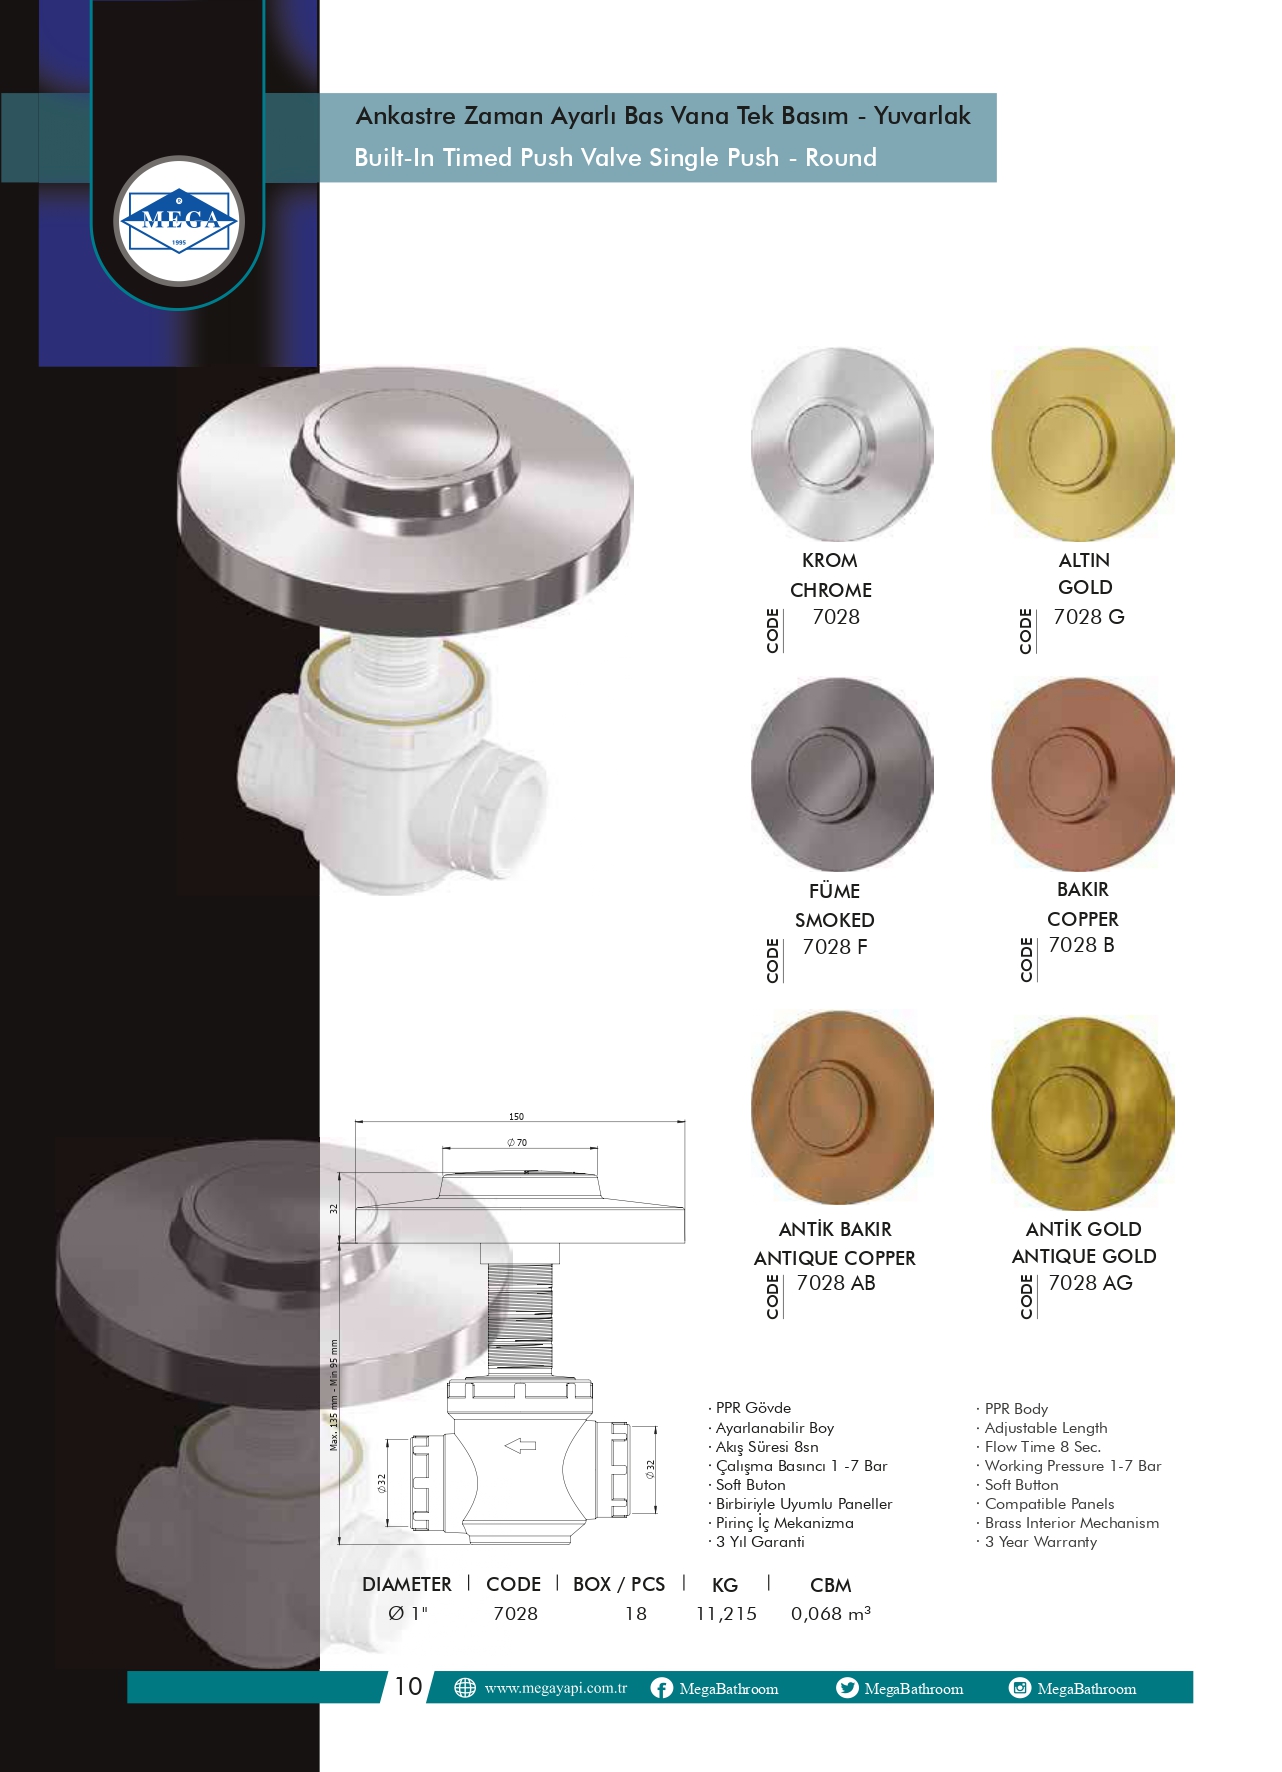 Ankastre Zaman Ayarlı Bas Vana Tek Basım - Yuvarlak
Built-In Timed Push Valve Single Push - Round
MEGA
1995
KROM
CHROME
CODE
7028
ALTIN
GOLD
CODE
7028 G
FÜME
SMOKED
CODE
7028 F
BAKIR
COPPER
CODE
7028 B
ANTİK BAKIR
ANTIQUE COPPER
CODE
7028 AB
ANTİK GOLD
ANTIQUE GOLD
CODE
7028 AG
150
Ø 70
32
Max. 135 mm - Min 95 mm
Ø32
Ø32
· PPR Gövde
· Ayarlanabilir Boy
· Akış Süresi 8sn
· Çalışma Basıncı 1 -7 Bar
· Soft Buton
· Birbiriyle Uyumlu Paneller
· Pirinç İç Mekanizma
· 3 Yıl Garanti
· PPR Body
· Adjustable Length
· Flow Time 8 Sec.
· Working Pressure 1-7 Bar
· Soft Button
· Compatible Panels
· Brass Interior Mechanism
· 3 Year Warranty
DIAMETER | CODE | BOX / PCS | KG | CBM
Ø 1" 7028 18 11,215 0,068 m³
10 www.megayapi.com.tr MegaBathroom MegaBathroom MegaBathroom